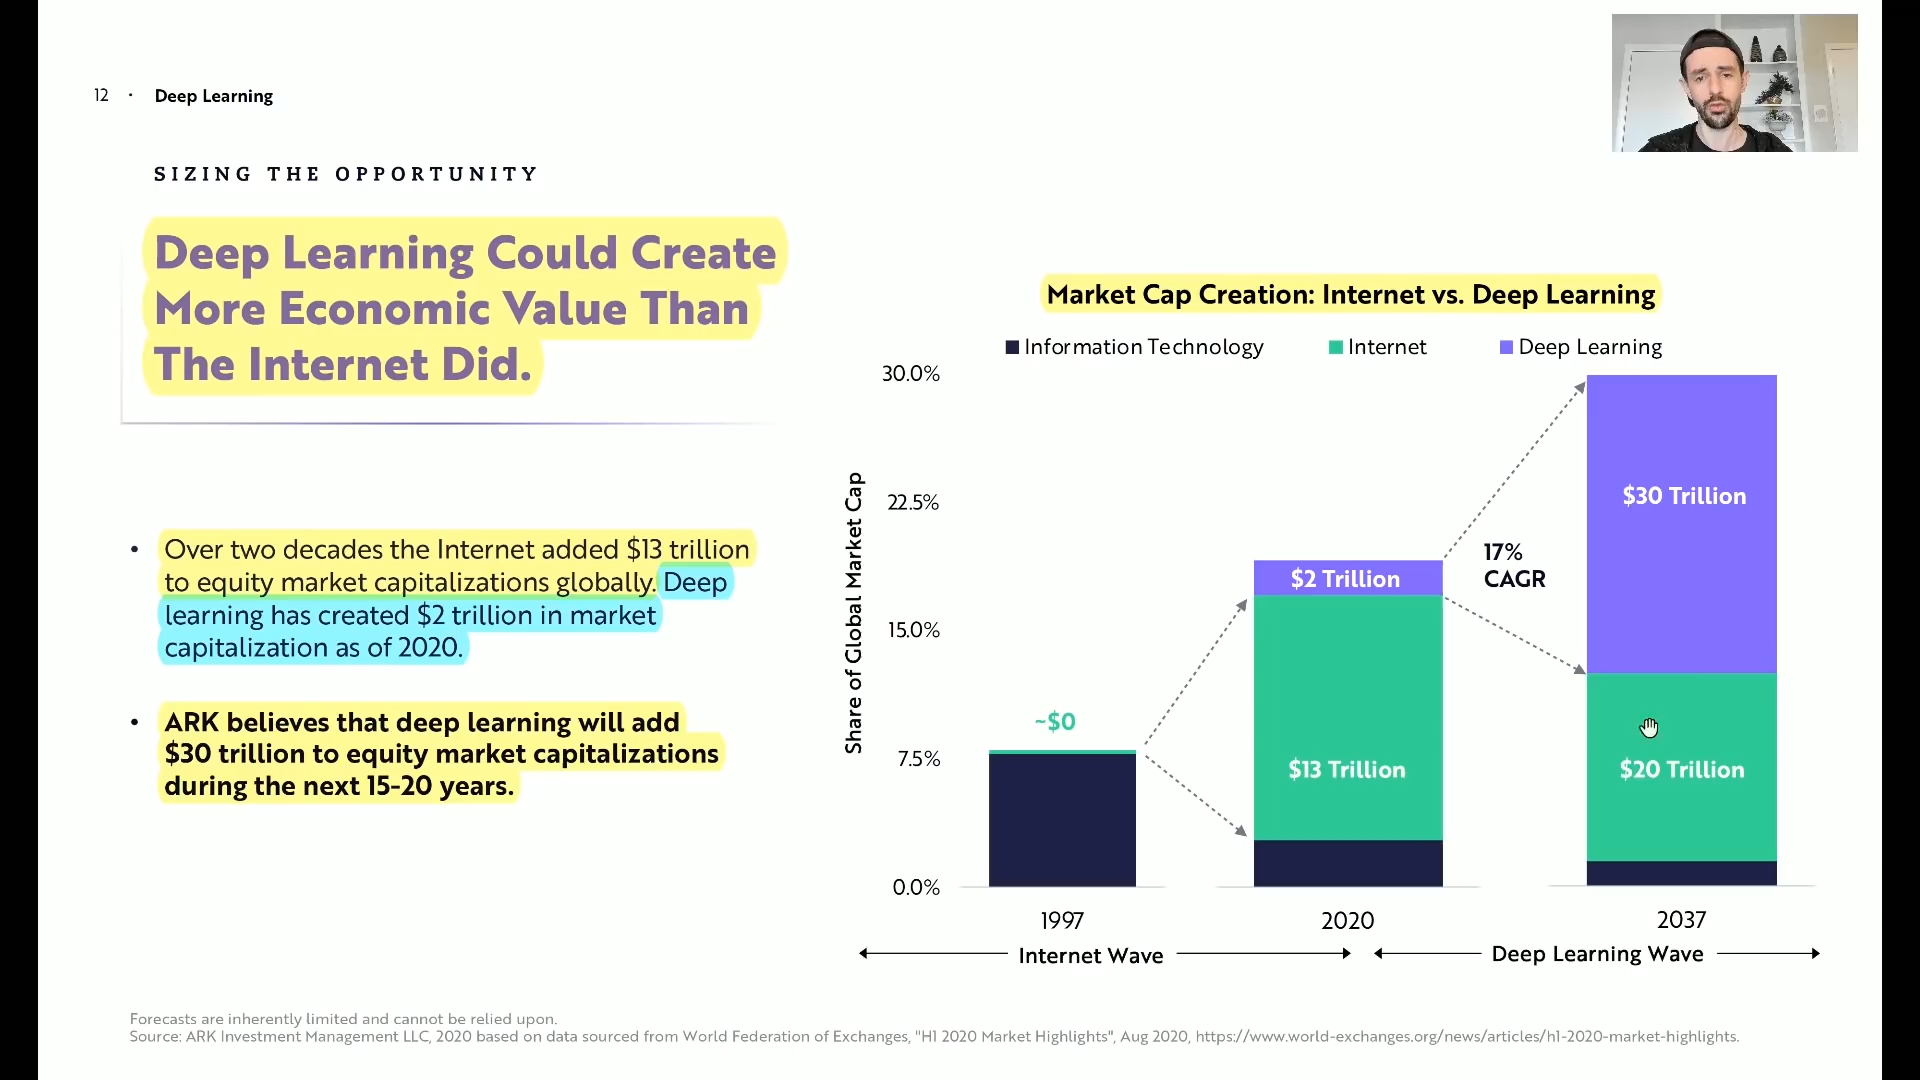 12 · Deep Learning
SIZING THE OPPORTUNITY
Deep Learning Could Create
More Economic Value Than
The Internet Did.
• Over two decades the Internet added $13 trillion
to equity market capitalizations globally. Deep
learning has created $2 trillion in market
capitalization as of 2020.
• ARK believes that deep learning will add
$30 trillion to equity market capitalizations
during the next 15-20 years.
Market Cap Creation: Internet vs. Deep Learning
Information Technology Internet Deep Learning
Share of Global Market Cap
30.0%
22.5%
15.0%
7.5%
0.0%
~$0
$2 Trillion
$13 Trillion
17%
CAGR
$30 Trillion
$20 Trillion
1997 2020 2037
Internet Wave Deep Learning Wave
Forecasts are inherently limited and cannot be relied upon.
Source: ARK Investment Management LLC, 2020 based on data sourced from World Federation of Exchanges, "H1 2020 Market Highlights", Aug 2020, https://www.world-exchanges.org/news/articles/h1-2020-market-highlights.